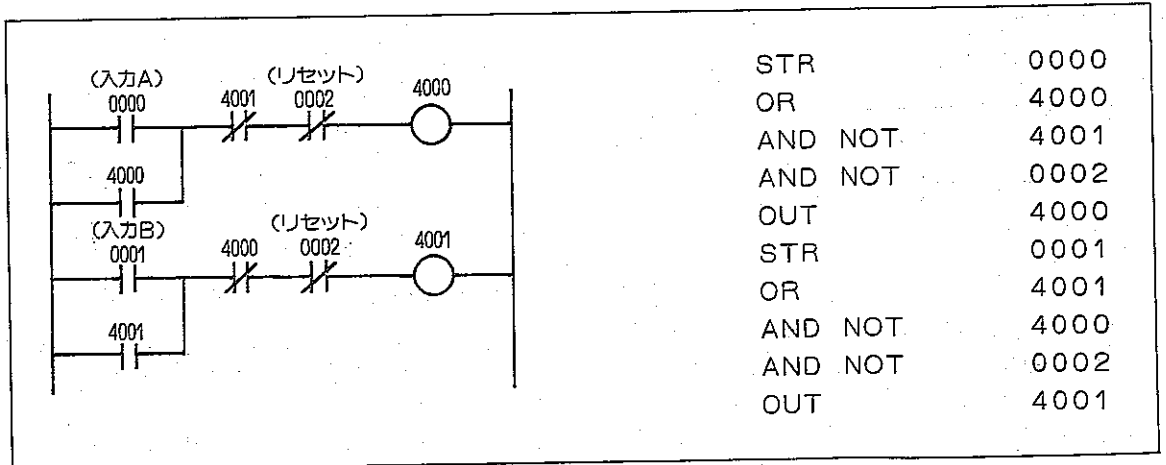 (入力A) (リセット)
0000 4001 0002 4000
4000
(入力B) (リセット)
0001 4000 0002 4001
4001
STR 0000
OR 4000
AND NOT 4001
AND NOT 0002
OUT 4000
STR 0001
OR 4001
AND NOT 4000
AND NOT 0002
OUT 4001